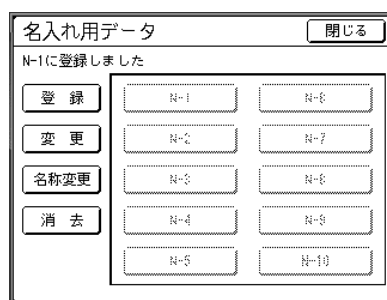 名入れ用データ
閉じる
N-1に登録しました
登 録
N-1
N-6
変 更
N-2
N-7
名称変更
N-3
N-8
消 去
N-4
N-9
N-5
N-10